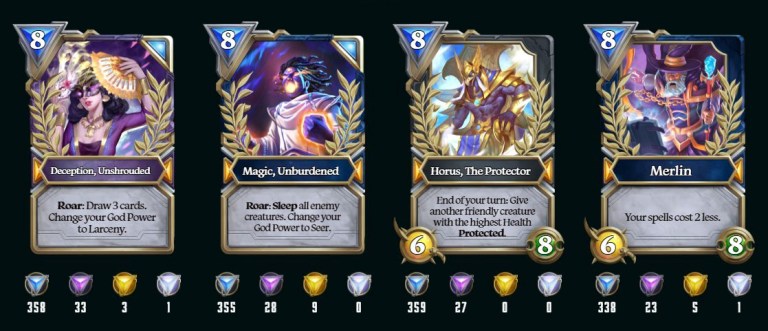 8
Deception, Unshrouded
Roar: Draw 3 cards.
Change your God Power
to Larceny.
358 33 3 1
8
Magic, Unburdened
Roar: Sleep all enemy
creatures. Change your
God Power to Seer.
355 28 9 0
8
Horus, The Protector
End of your turn: Give
another friendly creature
with the highest Health
Protected.
6 8
359 27 0 0
8
Merlin
Your spells cost 2 less.
6 8
338 23 5 1